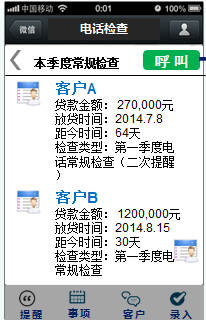 中国移动 0:01 100%
微信 电话检查
本季度常规检查 呼叫
客户A
贷款金额：270,000元
放贷时间：2014.7.8
距今时间：64天
检查类型：第一季度电
话常规检查（二次提醒
）
客户B
贷款金额：1200,000元
放贷时间：2014.8.15
距今时间：30天
检查类型：第一季度电
常规检查
提醒 事项 客户 录入